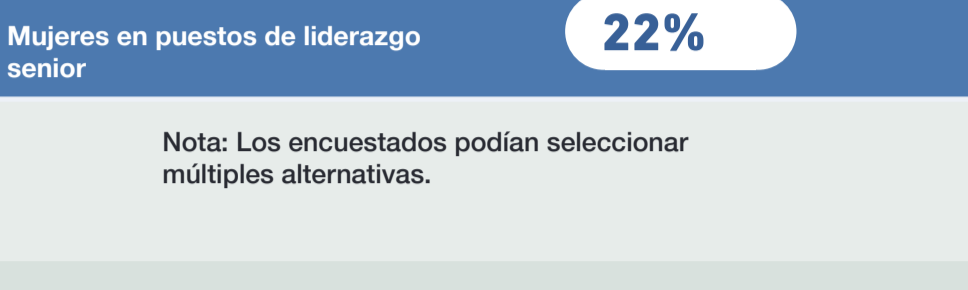 Mujeres en puestos de liderazgo
senior
22%
Nota: Los encuestados podían seleccionar
múltiples alternativas.